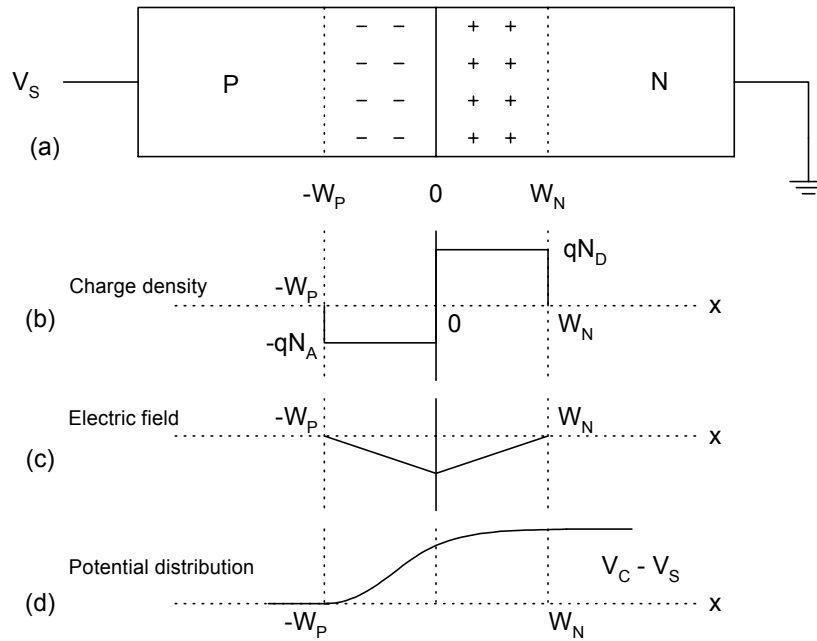 − − + +
V_S P − − + + N
− − + +
(a) − − + +
-W_P 0 W_N
qN_D
Charge density -W_P
x
(b) 0 W_N
-qN_A
Electric field -W_P W_N
x
(c)
Potential distribution V_C - V_S
(d) x
-W_P W_N